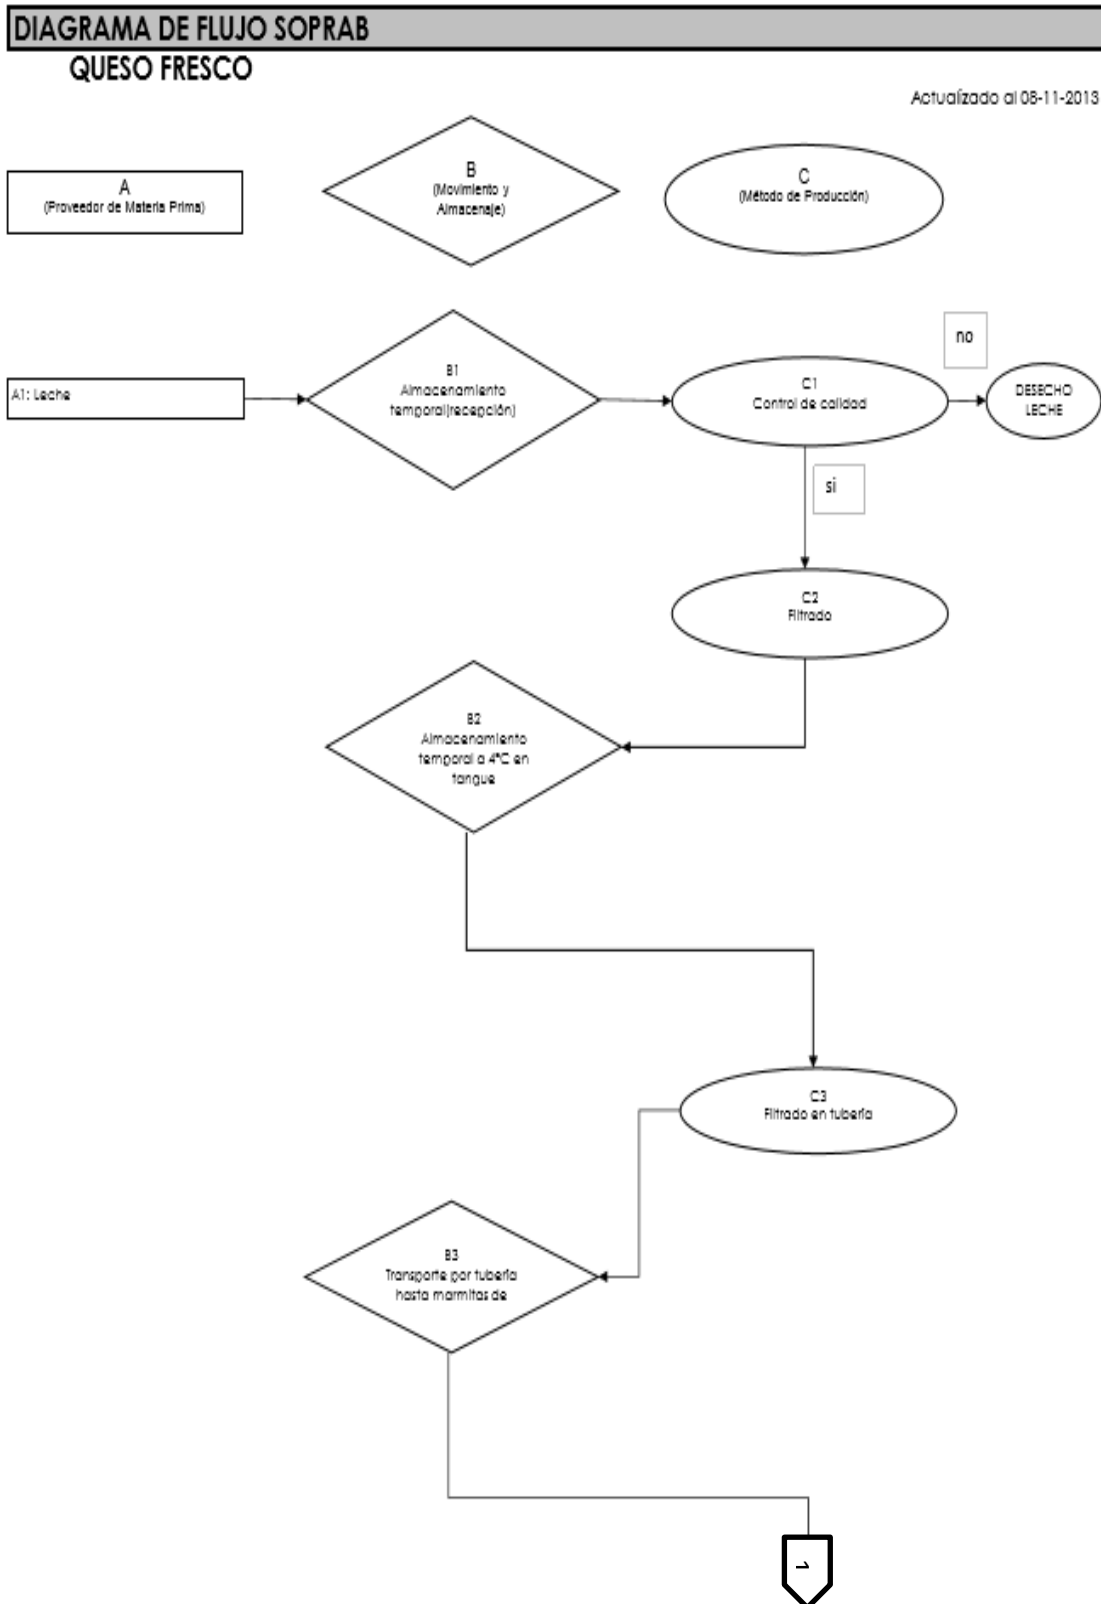 DIAGRAMA DE FLUJO SOPRAB
QUESO FRESCO
Actualizado al 08-11-2013
A
(Proveedor de Materia Prima)
B
(Movimiento y
Almacenaje)
C
(Método de Producción)
A1: Leche
B1
Almacenamiento
temporal(recepción)
C1
Control de calidad
no
DESECHO
LECHE
si
C2
Filtrado
B2
Almacenamiento
temporal a 4°C en
tanque
C3
Filtrado en tubería
B3
Transporte por tubería
hasta marmitas de
1